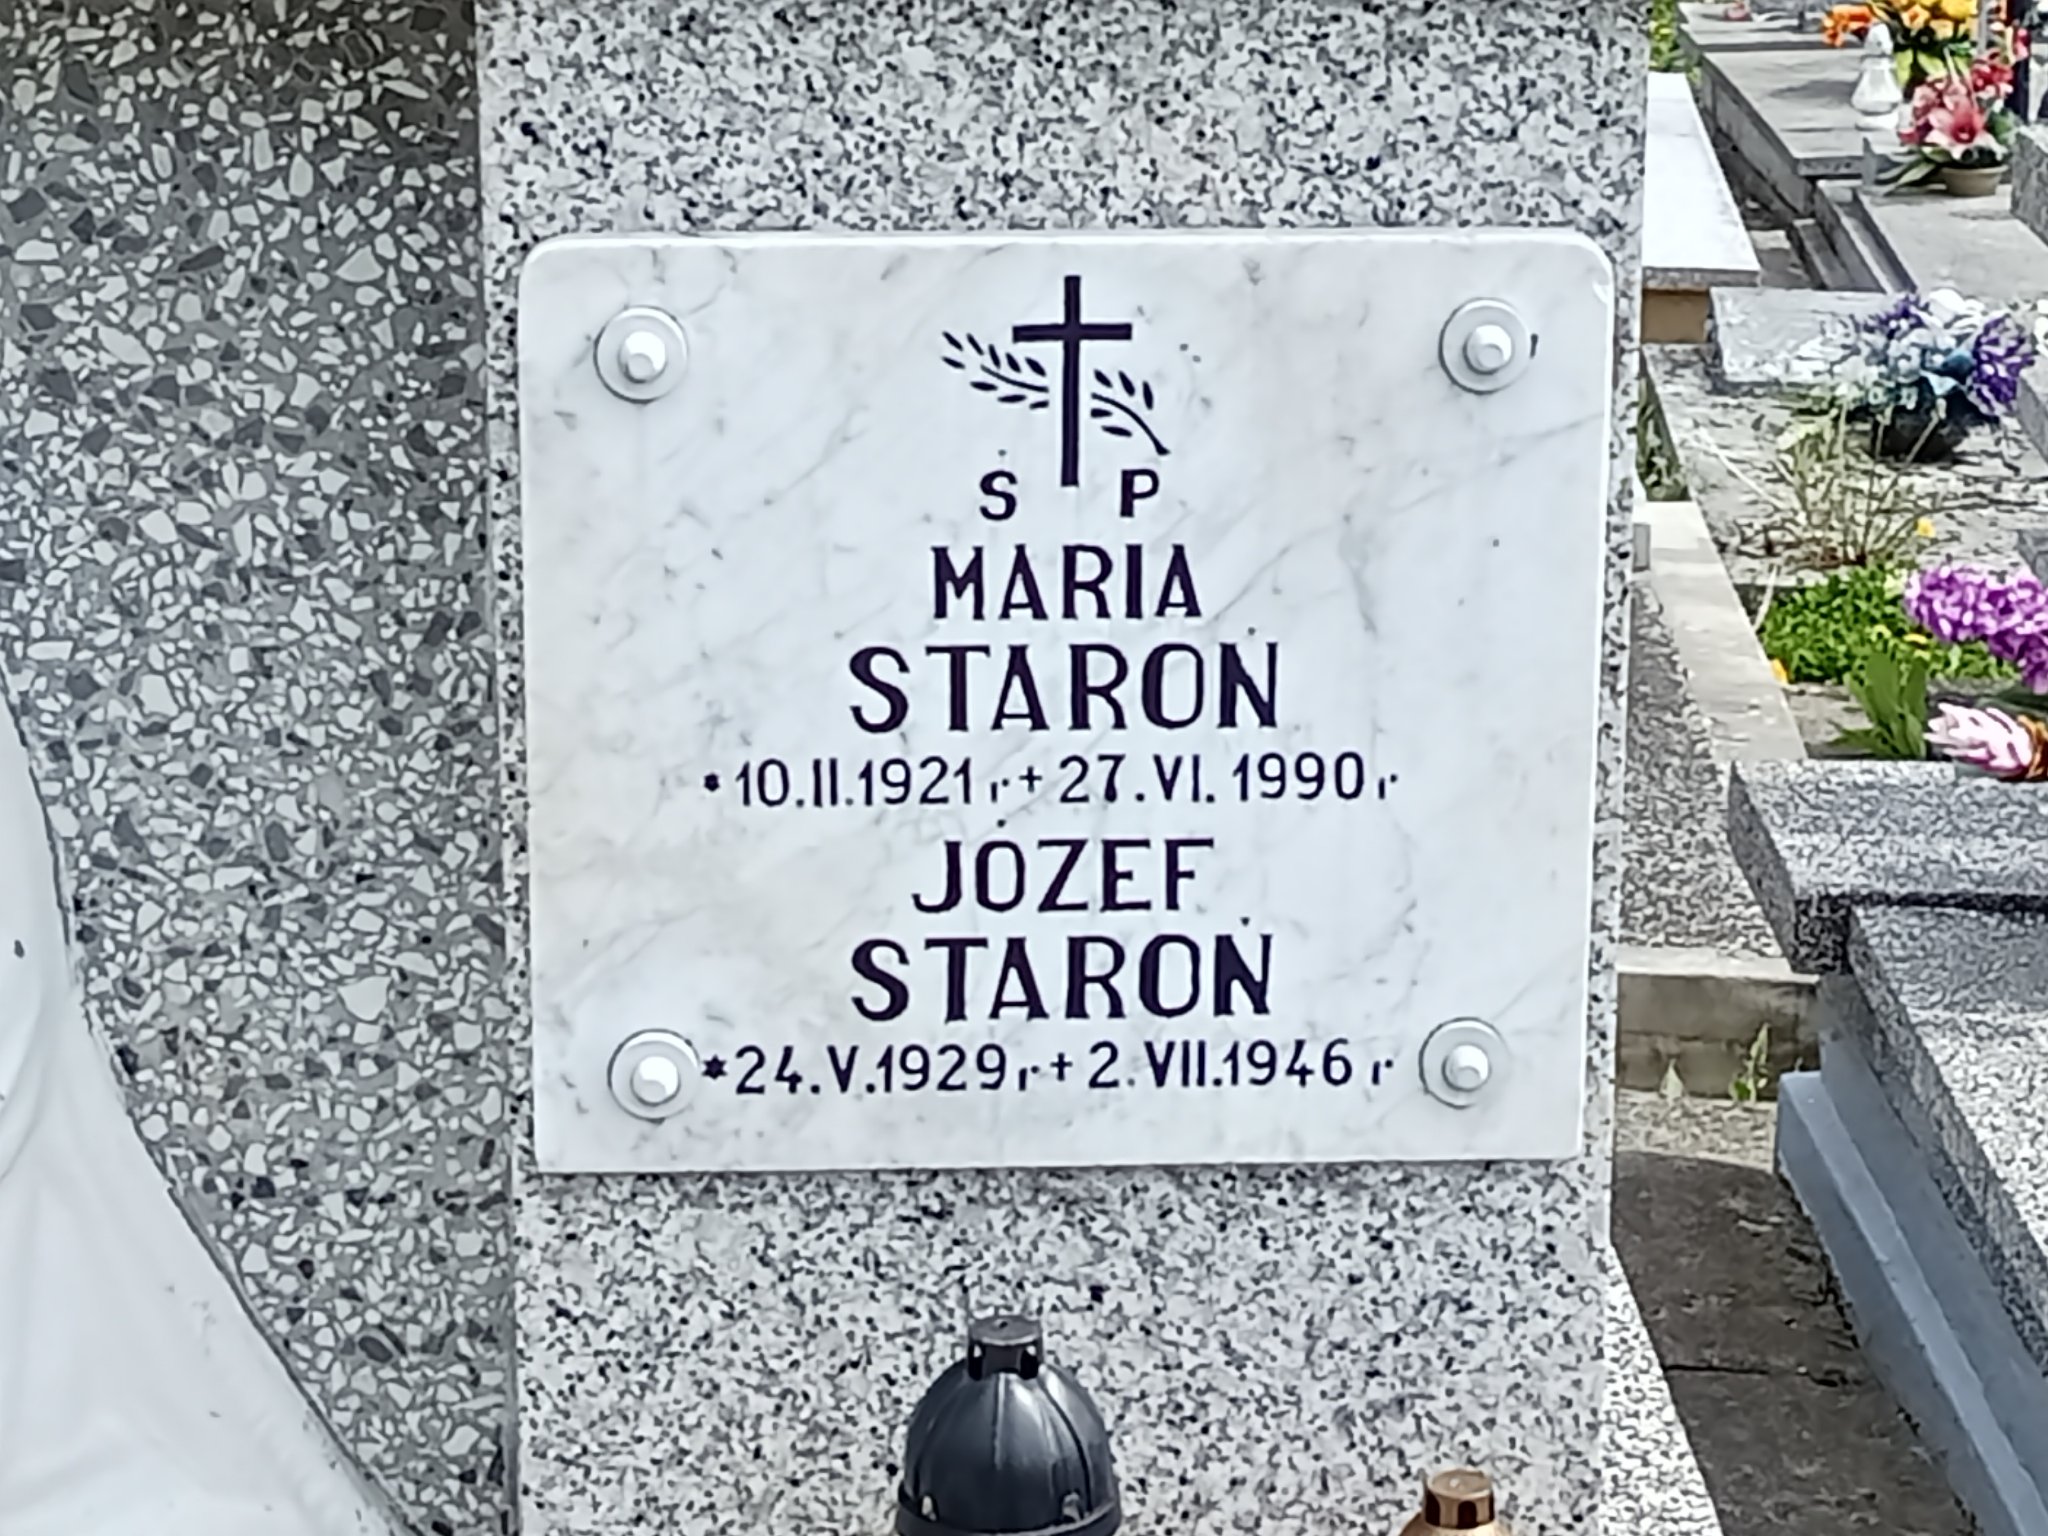 Ś P
MARIA
STAROŃ
* 10.II.1921 r. + 27.VI.1990 r.
JÓZEF
STAROŃ
* 24.V.1929 r. + 2.VII.1946 r.